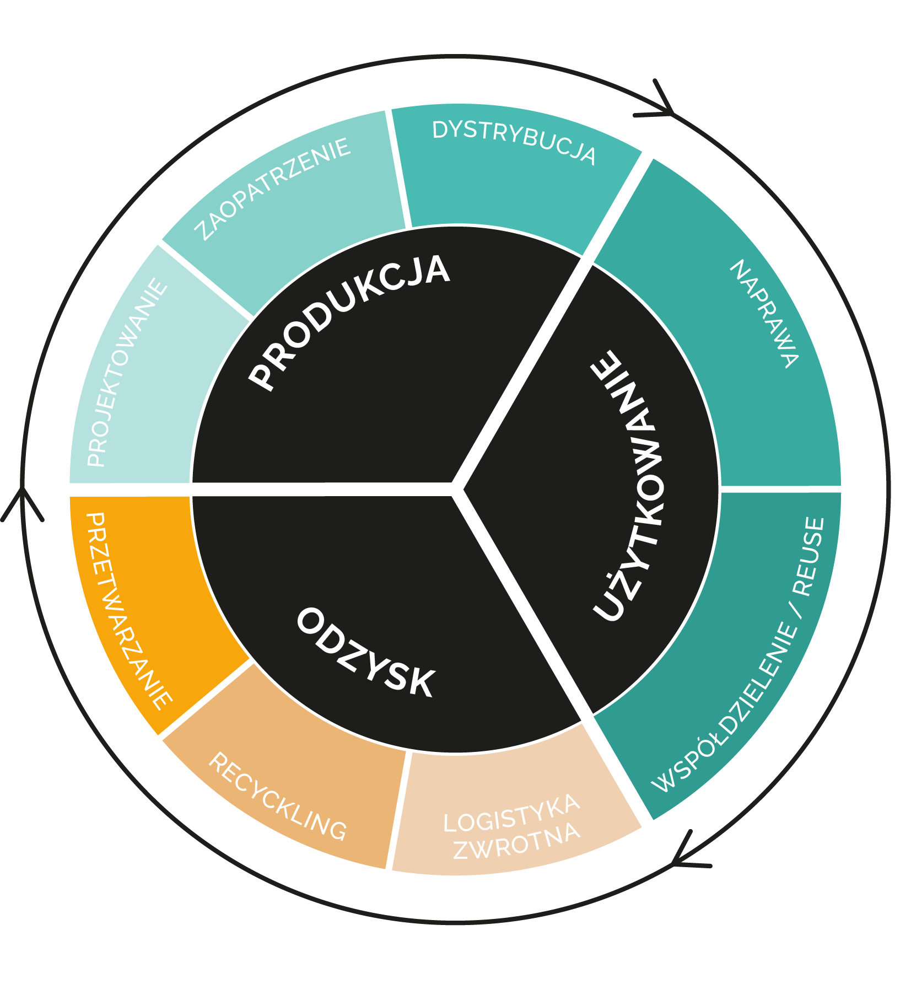 PRODUKCJA
PROJEKTOWANIE
ZAOPATRZENIE
DYSTRYBUCJA
UŻYTKOWANIE
NAPRAWA
WSPÓŁDZIELENIE / REUSE
ODZYSK
LOGISTYKA
ZWROTNA
RECYCKLING
PRZETWARZANIE